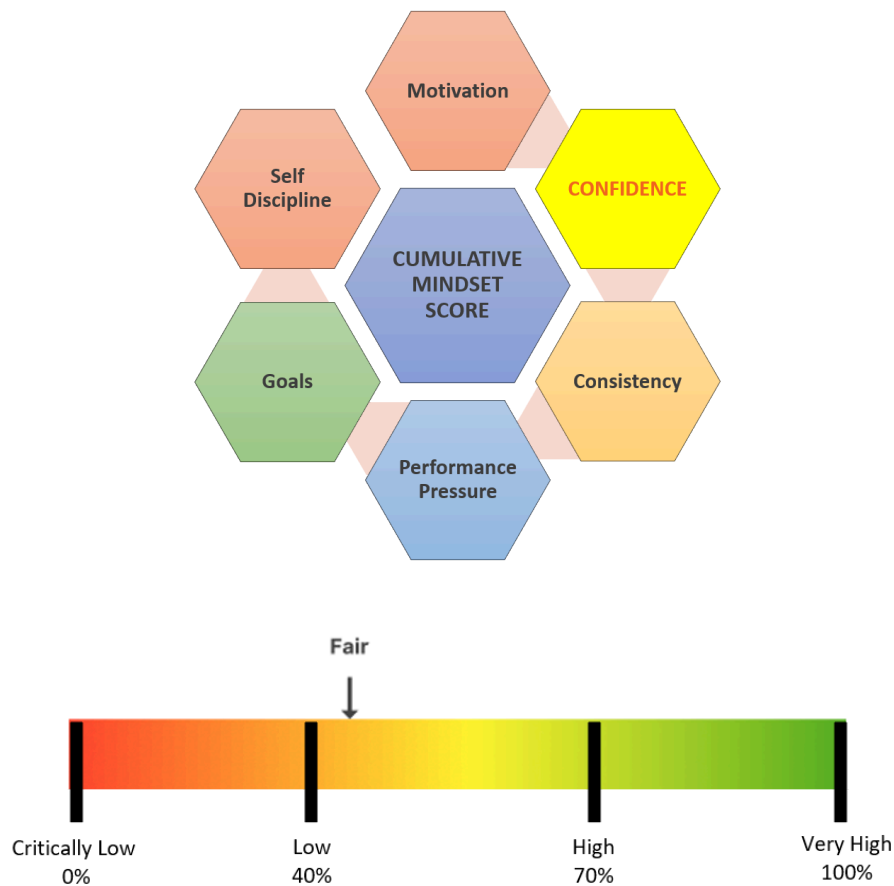 Motivation
Self
Discipline
CONFIDENCE
CUMULATIVE
MINDSET
SCORE
Goals
Consistency
Performance
Pressure
Fair
Critically Low
0%
Low
40%
High
70%
Very High
100%